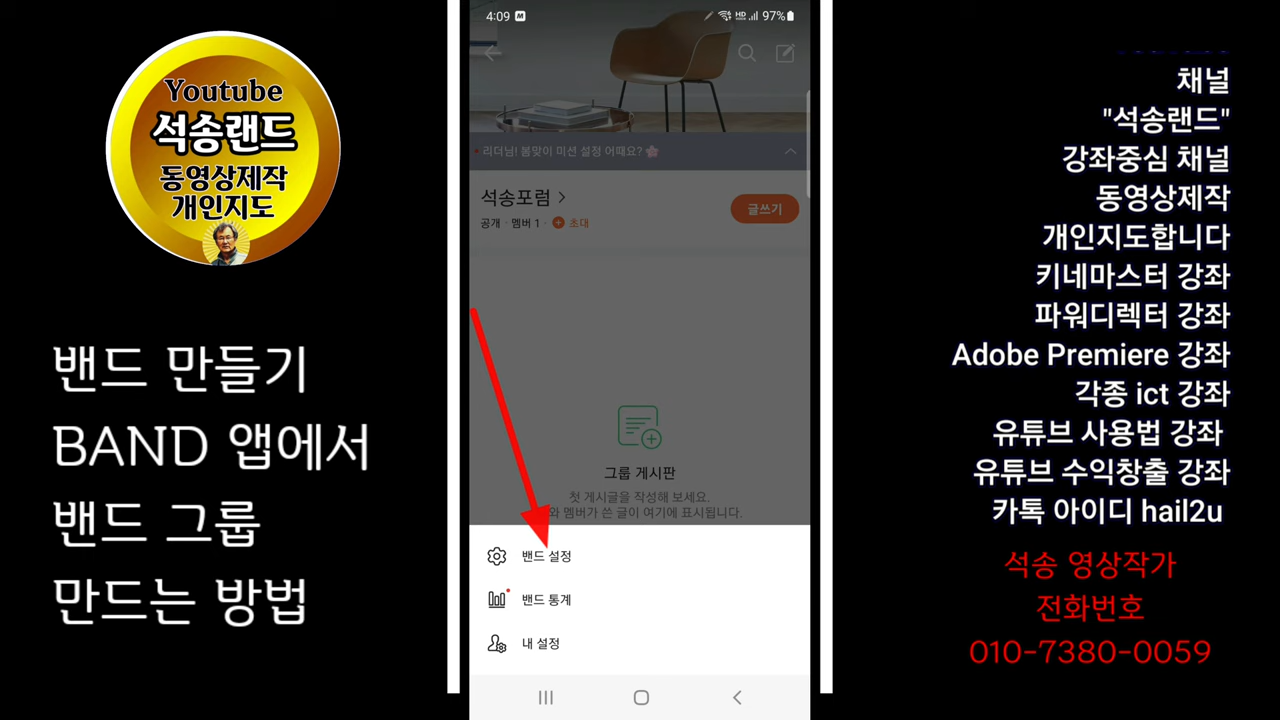 Youtube
석송랜드
동영상제작
개인지도
밴드 만들기
BAND 앱에서
밴드 그룹
만드는 방법
4:09 M
97%
리더님! 봄맞이 미션 설정 어때요?
석송포럼 >
공개 · 멤버 1 · + 초대
글쓰기
그룹 게시판
첫 게시글을 작성해 보세요.
와 멤버가 쓴 글이 여기에 표시됩니다.
밴드 설정
밴드 통계
내 설정
채널
"석송랜드"
강좌중심 채널
동영상제작
개인지도합니다
키네마스터 강좌
파워디렉터 강좌
Adobe Premiere 강좌
각종 ict 강좌
유튜브 사용법 강좌
유튜브 수익창출 강좌
카톡 아이디 hail2u
석송 영상작가
전화번호
010-7380-0059